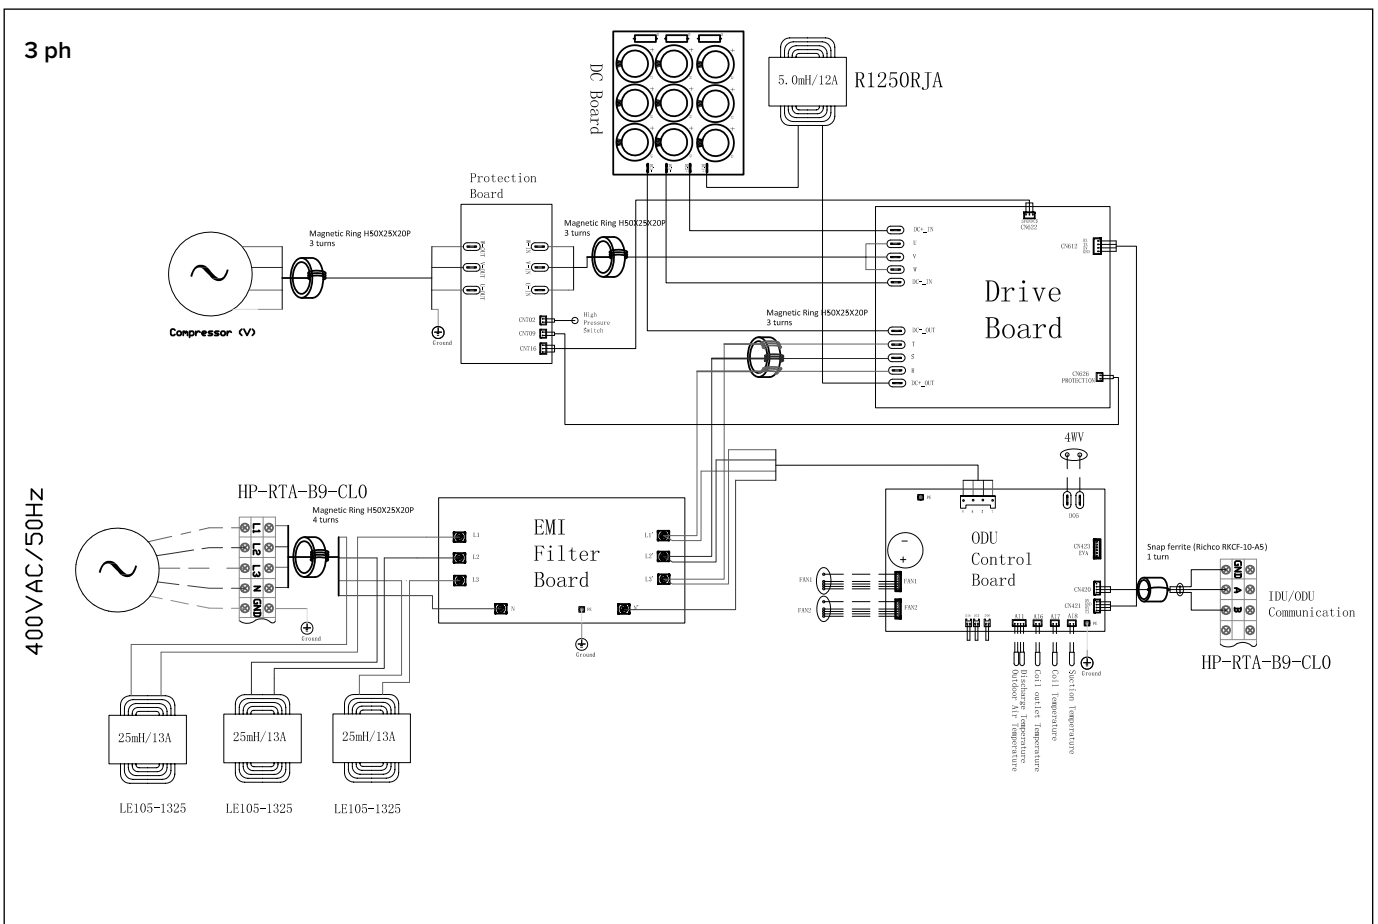 3 ph
DC Board
5.0mH/12A
R1250RJA
Protection
Board
Magnetic Ring H50X25X20P
3 turns
Magnetic Ring H50X25X20P
3 turns
Compressor (V)
Ground
CN702
High
Pressure
Switch
CN709
CN716
CN622
CN612
DC+_IN
U
V
W
DC-_IN
Drive
Board
Magnetic Ring H50X25X20P
3 turns
DC-_OUT
T
S
R
DC+_OUT
CN626
PROTECTION
4WV
400VAC/50Hz
HP-RTA-B9-CL0
Magnetic Ring H50X25X20P
4 turns
L1
L2
L3
N
GND
Ground
EMI
Filter
Board
L1
L2
L3
N
PE
L1'
L2'
L3'
N'
Ground
PE
DO5
ODU
Control
Board
CN423
EVA
CN420
CN421
FAN1
FAN1
FAN2
FAN2
A11
A16
A17
A18
PE
Ground
Outdoor Air Temperature
Discharge Temperature
Coil outlet Temperature
Coil Temperature
Suction Temperature
Snap ferrite (Richco RKCF-10-A5)
1 turn
GND
A
B
IDU/ODU
Communication
HP-RTA-B9-CL0
25mH/13A
25mH/13A
25mH/13A
LE105-1325
LE105-1325
LE105-1325